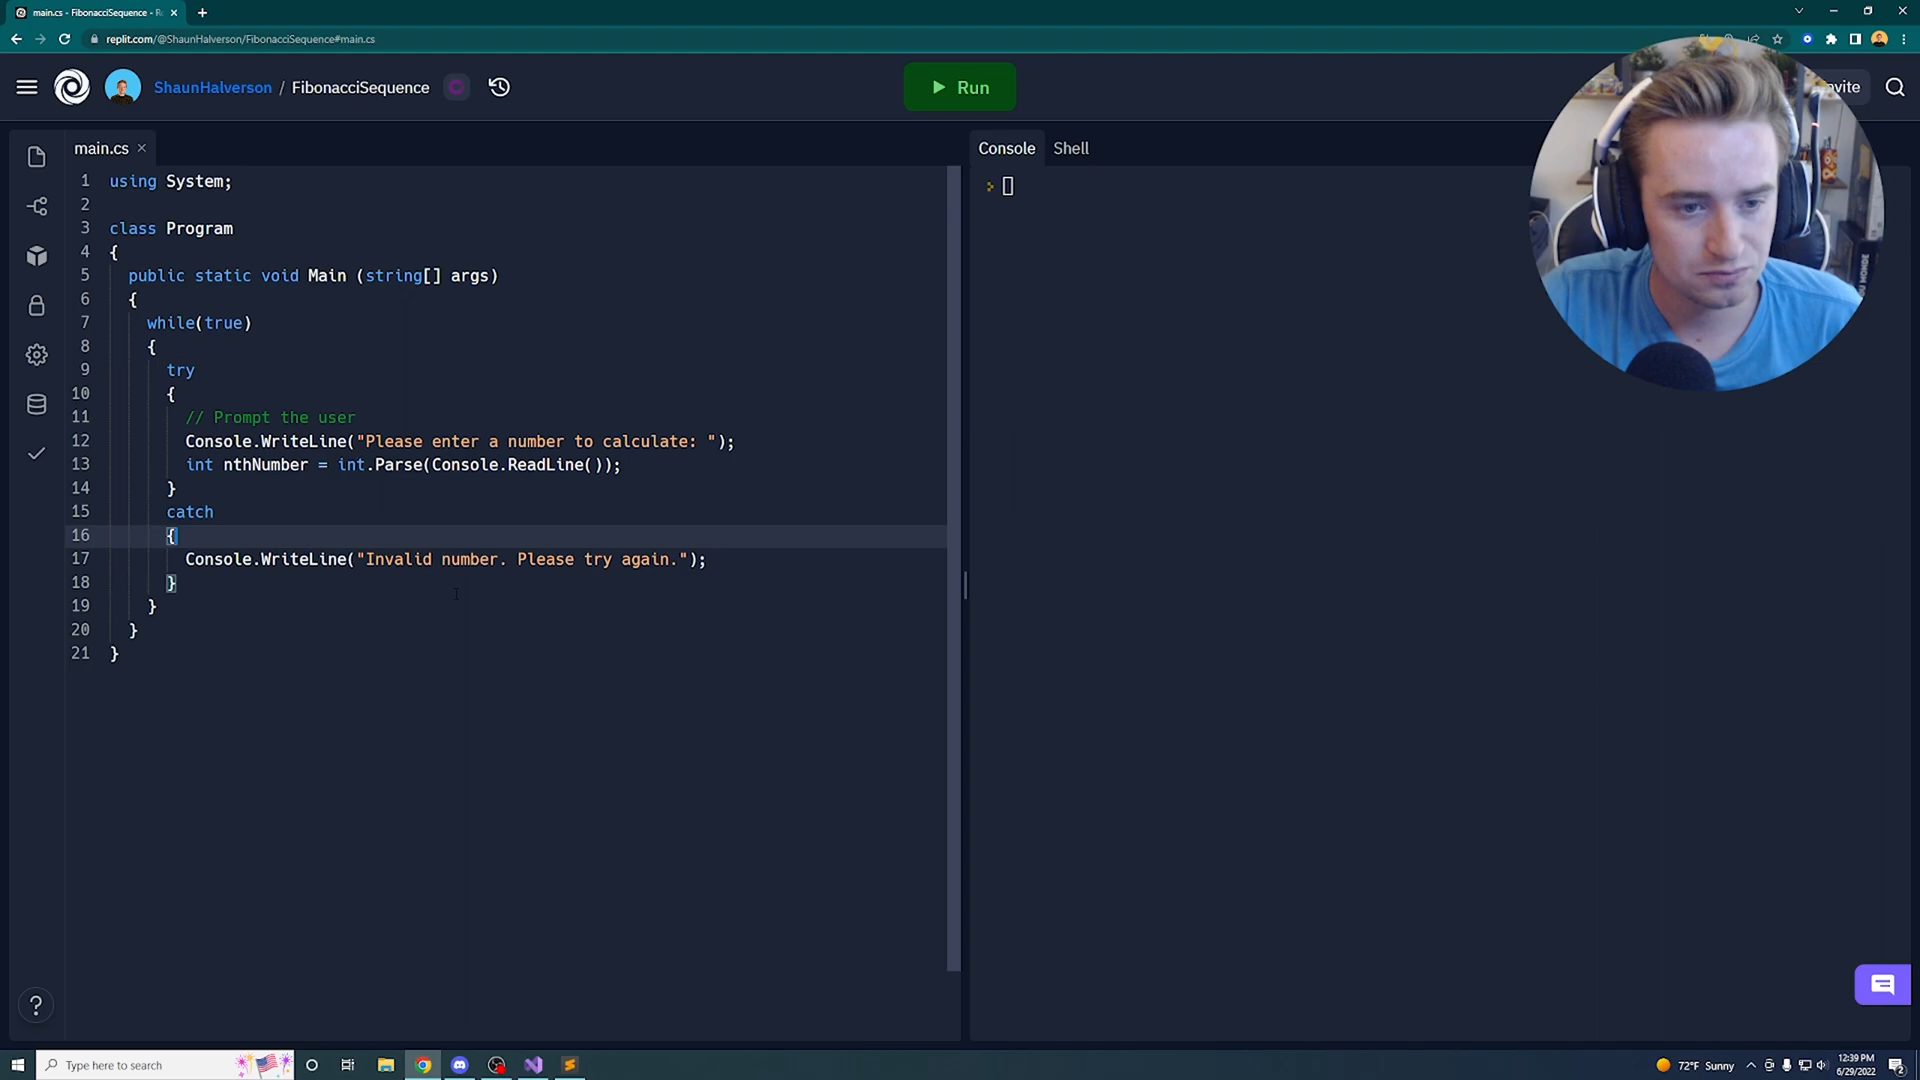 main.cs - FibonacciSequence - R
replit.com/@ShaunHalverson/FibonacciSequence#main.cs
ShaunHalverson / FibonacciSequence
Run
vite
main.cs
Console Shell
1 using System;
2
3 class Program
4 {
5 public static void Main (string[] args)
6 {
7 while(true)
8 {
9 try
10 {
11 // Prompt the user
12 Console.WriteLine("Please enter a number to calculate: ");
13 int nthNumber = int.Parse(Console.ReadLine());
14 }
15 catch
16 {
17 Console.WriteLine("Invalid number. Please try again.");
18 }
19 }
20 }
21 }
Type here to search
72°F Sunny
12:39 PM
6/29/2022
2